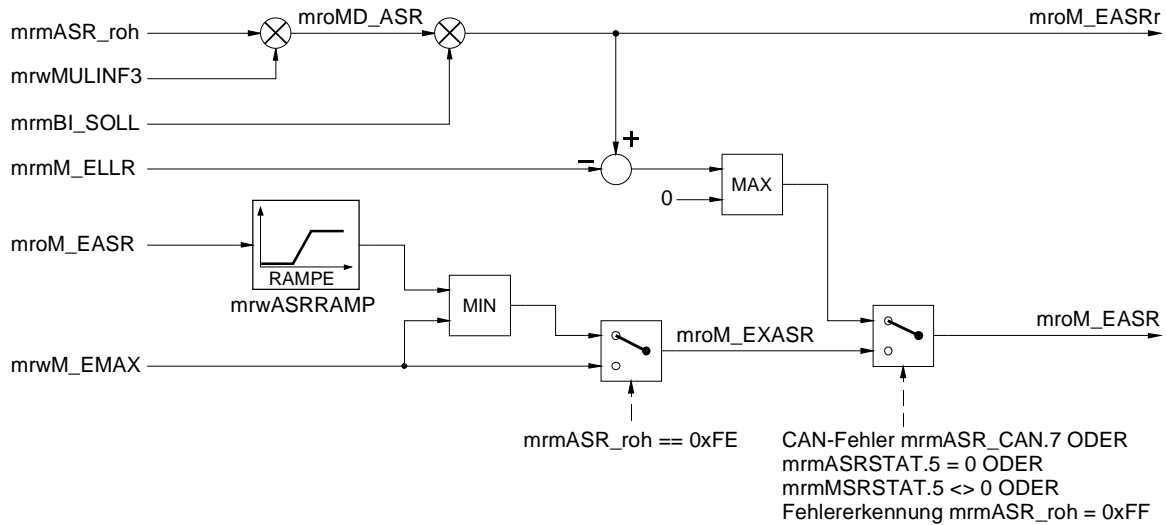 mrmASR_roh
mroMD_ASR
mroM_EASRr
mrwMULINF3
mrmBI_SOLL
+
mrmM_ELLR
−
MAX
0
mroM_EASR
RAMPE
mrwASRRAMP
MIN
mroM_EXASR
mroM_EASR
mrwM_EMAX
mrmASR_roh == 0xFE
CAN-Fehler mrmASR_CAN.7 ODER
mrmASRSTAT.5 = 0 ODER
mrmMSRSTAT.5 <> 0 ODER
Fehlererkennung mrmASR_roh = 0xFF